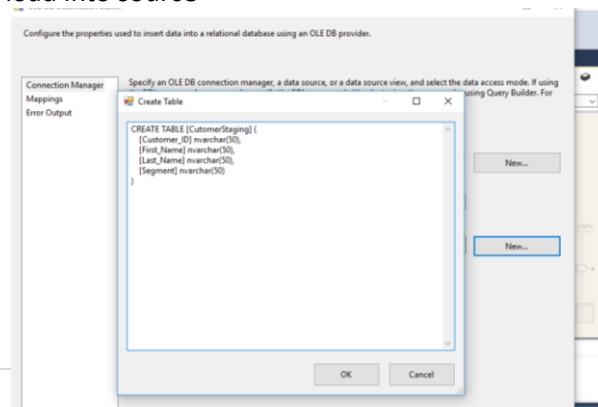 load into source
Configure the properties used to insert data into a relational database using an OLE DB provider.
Connection Manager
Mappings
Error Output
Specify an OLE DB connection manager, a data source, or a data source view, and select the data access mode. If using
using Query Builder. For
Create Table
CREATE TABLE [CutomerStaging] (
[Customer_ID] nvarchar(50),
[First_Name] nvarchar(50),
[Last_Name] nvarchar(50),
[Segment] nvarchar(50)
)
New...
New...
OK
Cancel